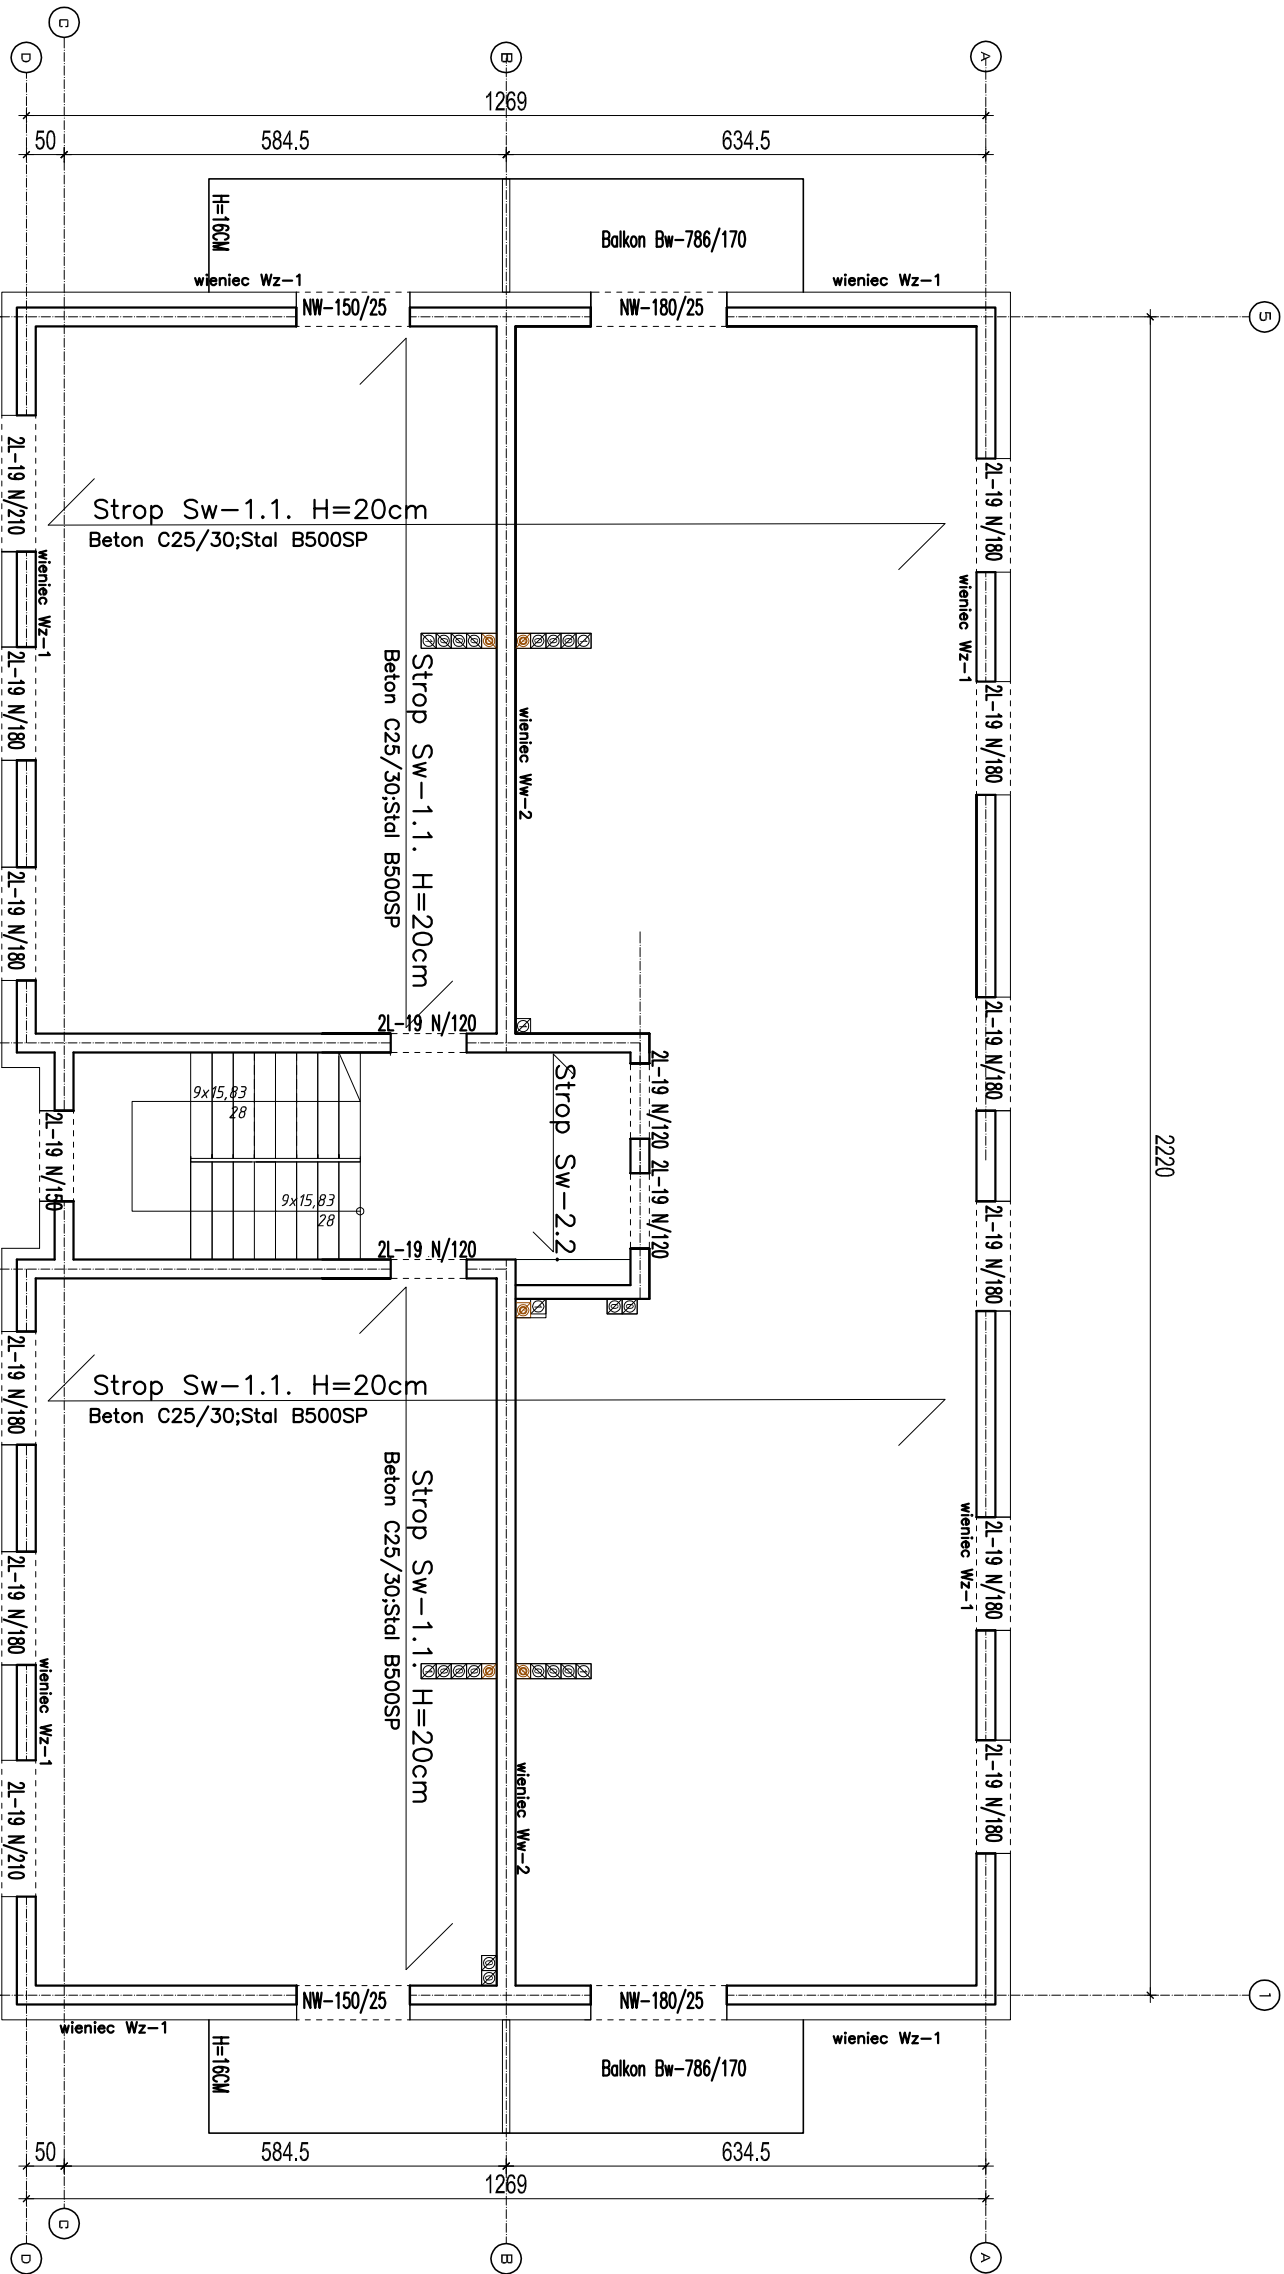 C
D
B
A
1269
50
584.5
634.5
H=16CM
Balkon Bw-786/170
wieniec Wz-1
wieniec Wz-1
NW-150/25
NW-180/25
5
2L-19 N/210
2L-19 N/180
Strop Sw-1.1. H=20cm
Beton C25/30;Stal B500SP
wieniec Wz-1
wieniec Wz-1
2L-19 N/180
2L-19 N/180
Strop Sw-1.1. H=20cm
Beton C25/30;Stal B500SP
wieniec Ww-2
2L-19 N/180
2L-19 N/120
2L-19 N/180
9x15,83
28
Strop Sw-2.2.
2L-19 N/120
2L-19 N/120
2L-19 N/150
2220
9x15,83
28
2L-19 N/120
2L-19 N/180
2L-19 N/180
Strop Sw-1.1. H=20cm
Beton C25/30;Stal B500SP
Strop Sw-1.1. H=20cm
Beton C25/30;Stal B500SP
wieniec Wz-1
2L-19 N/180
2L-19 N/180
wieniec Wz-1
2L-19 N/210
wieniec Ww-2
2L-19 N/180
NW-150/25
NW-180/25
1
wieniec Wz-1
wieniec Wz-1
H=16CM
Balkon Bw-786/170
50
584.5
634.5
1269
C
D
B
A